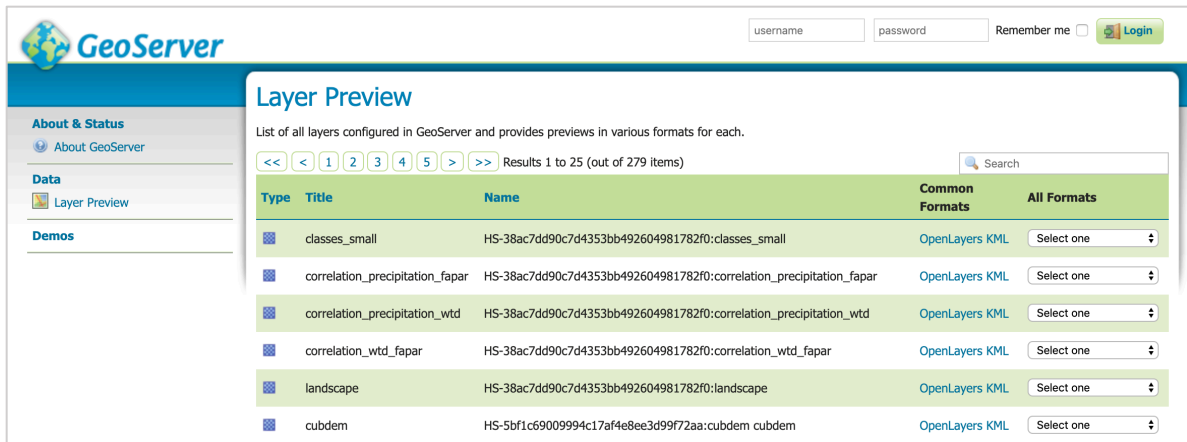 GeoServer
username password Remember me Login
Layer Preview
About & Status
About GeoServer
Data
Layer Preview
Demos
List of all layers configured in GeoServer and provides previews in various formats for each.
<< < 1 2 3 4 5 > >> Results 1 to 25 (out of 279 items) Search
Type Title Name Common Formats All Formats
classes_small HS-38ac7dd90c7d4353bb492604981782f0:classes_small OpenLayers KML Select one
correlation_precipitation_fapar HS-38ac7dd90c7d4353bb492604981782f0:correlation_precipitation_fapar OpenLayers KML Select one
correlation_precipitation_wtd HS-38ac7dd90c7d4353bb492604981782f0:correlation_precipitation_wtd OpenLayers KML Select one
correlation_wtd_fapar HS-38ac7dd90c7d4353bb492604981782f0:correlation_wtd_fapar OpenLayers KML Select one
landscape HS-38ac7dd90c7d4353bb492604981782f0:landscape OpenLayers KML Select one
cubdem HS-5bf1c69009994c17af4e8ee3d99f72aa:cubdem cubdem OpenLayers KML Select one